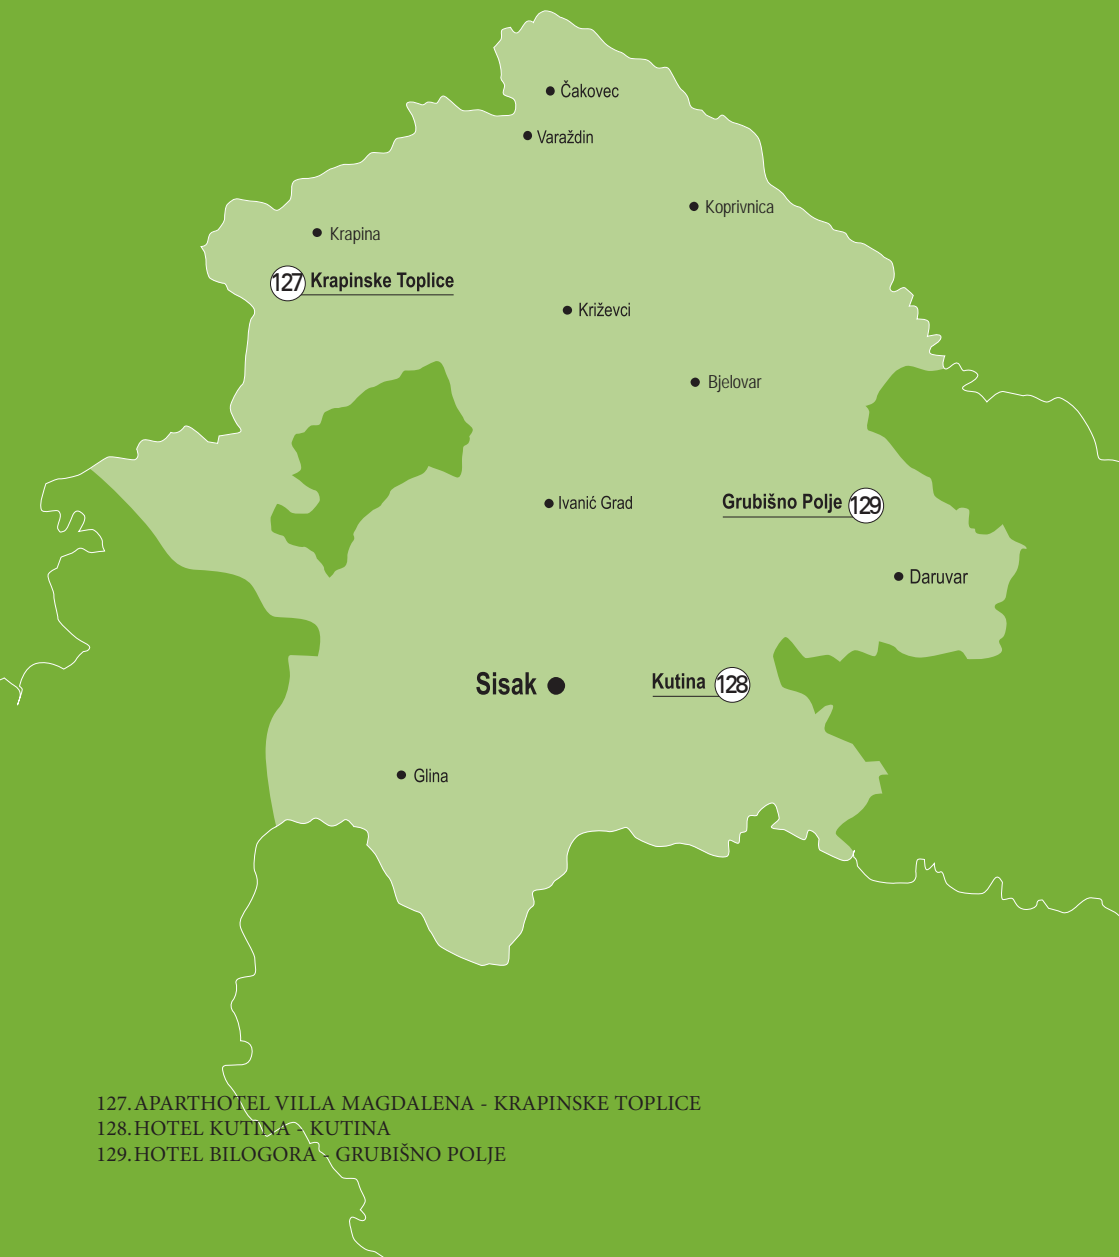 Čakovec
Varaždin
Koprivnica
Krapina
127 Krapinske Toplice
Križevci
Bjelovar
Ivanić Grad
Grubišno Polje 129
Daruvar
Sisak
Kutina 128
Glina
127. APARTHOTEL VILLA MAGDALENA - KRAPINSKE TOPLICE
128. HOTEL KUTINA - KUTINA
129. HOTEL BILOGORA - GRUBIŠNO POLJE